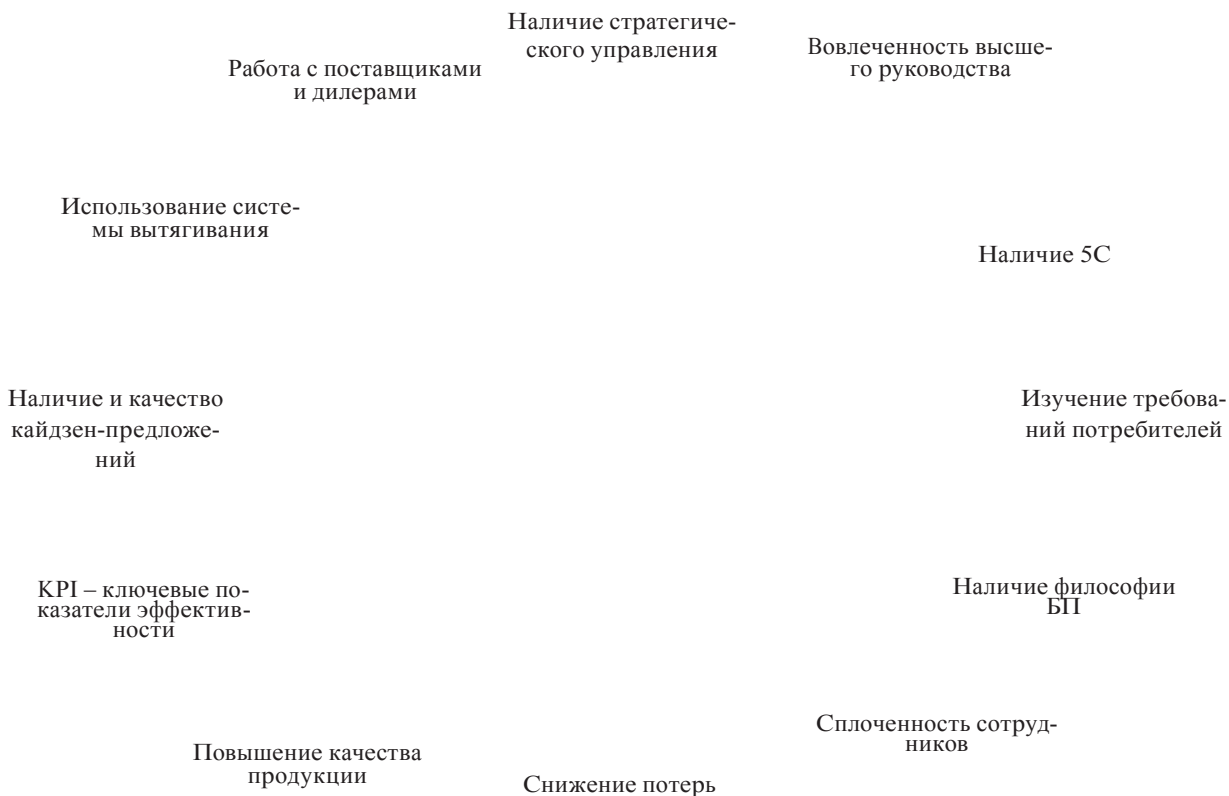 Наличие стратегиче-
ского управления
Вовлеченность высше-
го руководства
Работа с поставщиками
и дилерами
Использование систе-
мы вытягивания
Наличие 5С
Наличие и качество
кайдзен-предложе-
ний
Изучение требова-
ний потребителей
KPI – ключевые по-
казатели эффектив-
ности
Наличие философии
БП
Сплоченность сотруд-
ников
Повышение качества
продукции
Снижение потерь